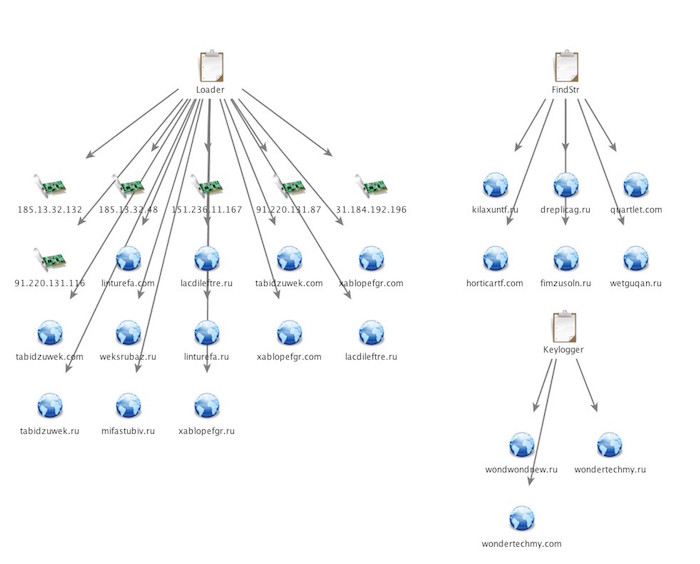 Loader
FindStr
185.13.32.132
185.13.32.48
151.236.11.167
91.220.131.87
31.184.192.196
kilaxuntf.ru
dreplicag.ru
quartlet.com
91.220.131.116
linturefa.com
lacdileftre.ru
tabidzuwek.com
xablopefgr.com
horticartf.com
fimzusoln.ru
wetguqan.ru
Keylogger
tabidzuwek.com
weksrubaz.ru
linturefa.ru
xablopefgr.com
lacdileftre.ru
tabidzuwek.ru
mifastubiv.ru
xablopefgr.ru
wondwondnew.ru
wondertechmy.ru
wondertechmy.com